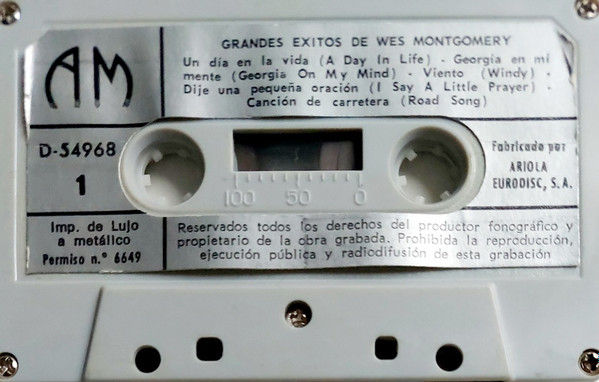 AM
GRANDES EXITOS DE WES MONTGOMERY
Un día en la vida (A Day In Life) - Georgia en mi
mente (Georgia On My Mind) - Viento (Windy) -
Dije una pequeña oración (I Say A Little Prayer) -
Canción de carretera (Road Song)
D-54968
1
100 50 0
Fabricado por
ARIOLA
EURODISC, S.A.
Imp. de Lujo
a metálico
Permiso n.º 6649
Reservados todos los derechos del productor fonográfico y
propietario de la obra grabada. Prohibida la reproducción,
ejecución pública y radiodifusión de esta grabación